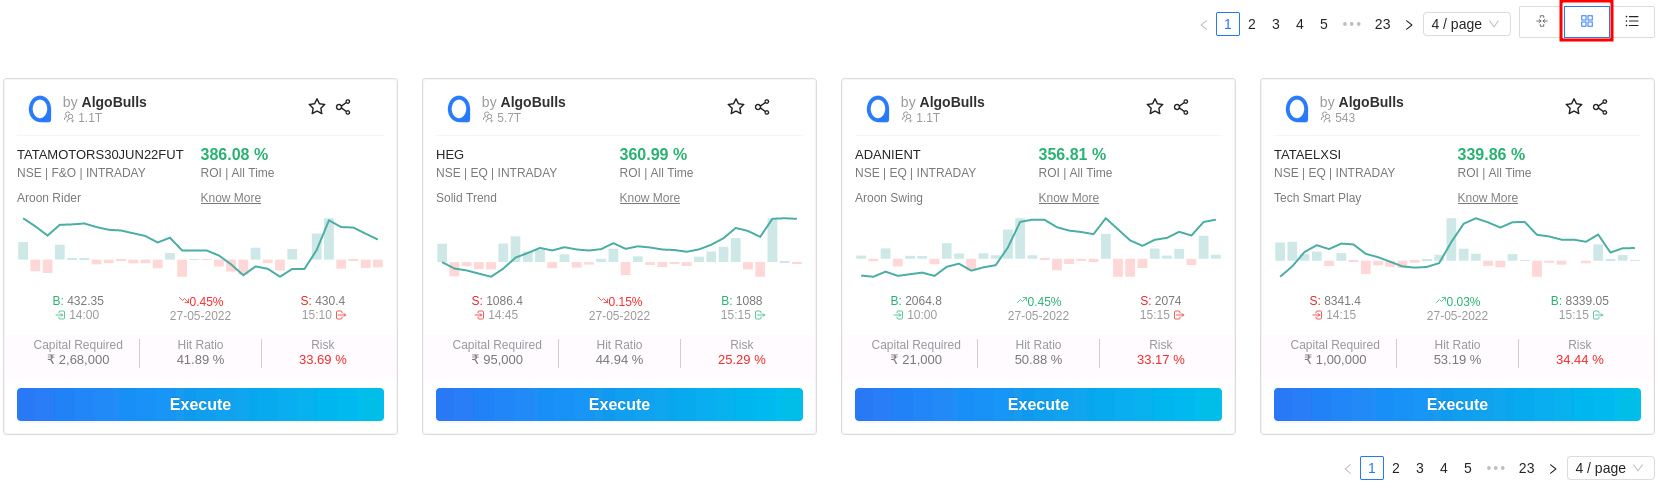 1 2 3 4 5 ••• 23 4 / page
by AlgoBulls
1.1T
TATAMOTORS30JUN22FUT 386.08 %
NSE | F&O | INTRADAY ROI | All Time
Aroon Rider Know More
B: 432.35 0.45% S: 430.4
14:00 27-05-2022 15:10
Capital Required Hit Ratio Risk
₹ 2,68,000 41.89 % 33.69 %
Execute
by AlgoBulls
5.7T
HEG 360.99 %
NSE | EQ | INTRADAY ROI | All Time
Solid Trend Know More
S: 1086.4 0.15% B: 1088
14:45 27-05-2022 15:15
Capital Required Hit Ratio Risk
₹ 95,000 44.94 % 25.29 %
Execute
by AlgoBulls
1.1T
ADANIENT 356.81 %
NSE | EQ | INTRADAY ROI | All Time
Aroon Swing Know More
B: 2064.8 0.45% S: 2074
10:00 27-05-2022 15:15
Capital Required Hit Ratio Risk
₹ 21,000 50.88 % 33.17 %
Execute
by AlgoBulls
543
TATAELXSI 339.86 %
NSE | EQ | INTRADAY ROI | All Time
Tech Smart Play Know More
S: 8341.4 0.03% B: 8339.05
14:15 27-05-2022 15:15
Capital Required Hit Ratio Risk
₹ 1,00,000 53.19 % 34.44 %
Execute
1 2 3 4 5 ••• 23 4 / page